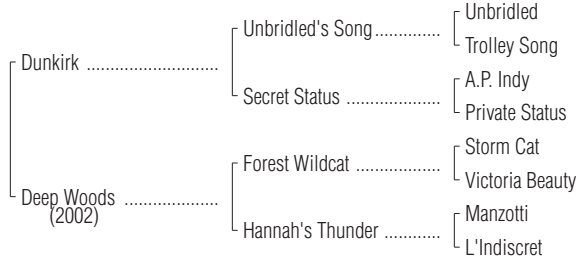 Unbridled
Unbridled's Song..............
Trolley Song
Dunkirk ............................
A.P. Indy
Secret Status ....................
Private Status
Storm Cat
Forest Wildcat ..................
Victoria Beauty
Deep Woods ....................
(2002)
Manzotti
Hannah's Thunder ............
L'Indiscret